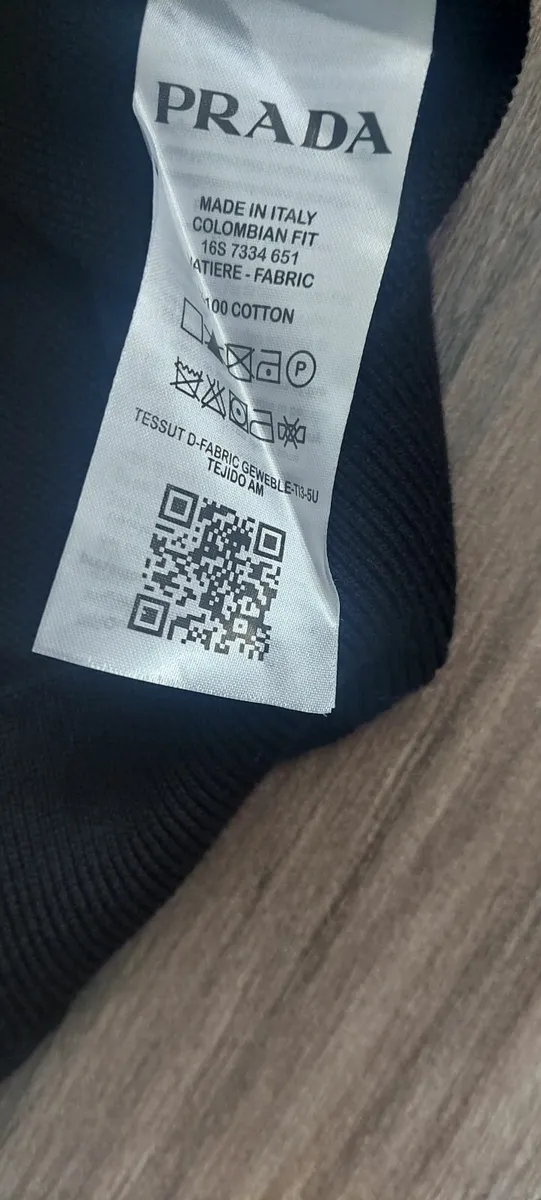 PRADA
MADE IN ITALY
COLOMBIAN FIT
16S 7334 651
ATIERE - FABRIC
100 COTTON
P
TESSUT D-FABRIC GEWEBLE-TI3-5U
TEJIDO AM